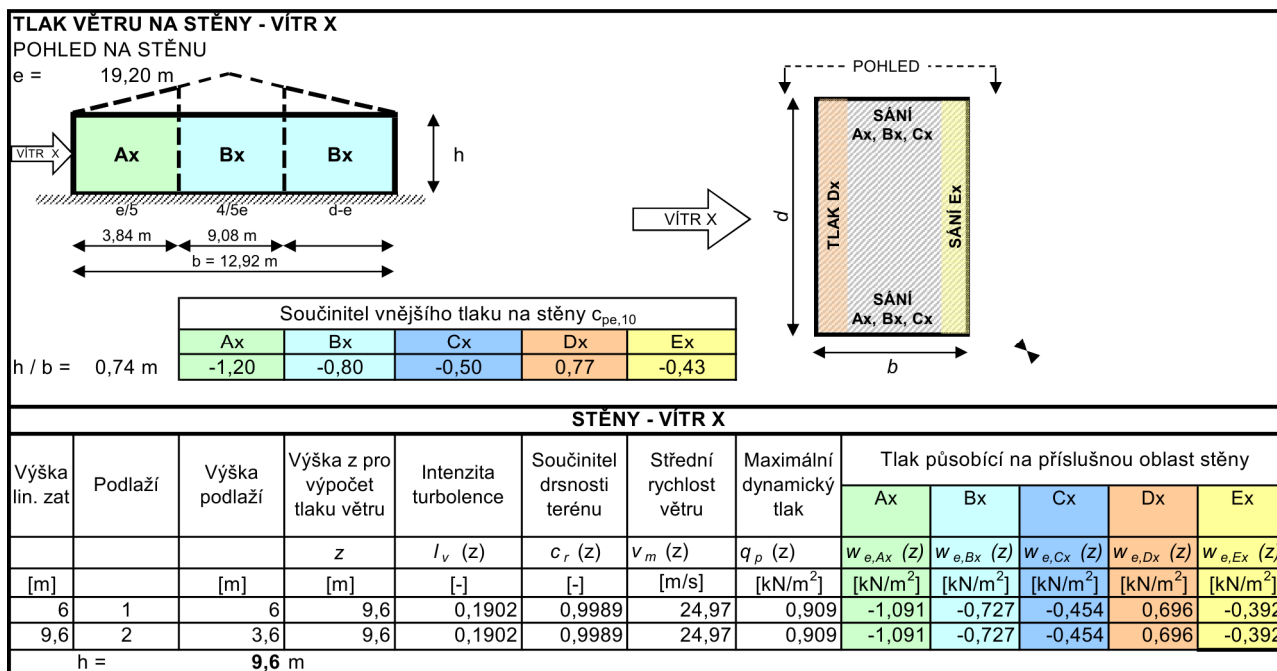 TLAK VĚTRU NA STĚNY - VÍTR X
POHLED NA STĚNU
e = 19,20 m
VÍTR X
Ax Bx Bx
h
e/5 4/5e d-e
3,84 m 9,08 m
b = 12,92 m
POHLED
SÁNÍ
Ax, Bx, Cx
TLAK Dx
SÁNÍ Ex
d
VÍTR X
SÁNÍ
Ax, Bx, Cx
b
Součinitel vnějšího tlaku na stěny cpe,10
Ax Bx Cx Dx Ex
h / b = 0,74 m -1,20 -0,80 -0,50 0,77 -0,43
STĚNY - VÍTR X
Výška lin. zat Podlaží Výška podlaží Výška z pro výpočet tlaku větru Intenzita turbolence Součinitel drsnosti terénu Střední rychlost větru Maximální dynamický tlak Tlak působící na příslušnou oblast stěny
Ax Bx Cx Dx Ex
z I v (z) c r (z) v m (z) q p (z) w e,Ax (z) w e,Bx (z) w e,Cx (z) w e,Dx (z) w e,Ex (z)
[m] [m] [m] [-] [-] [m/s] [kN/m²] [kN/m²] [kN/m²] [kN/m²] [kN/m²] [kN/m²]
6 1 6 9,6 0,1902 0,9989 24,97 0,909 -1,091 -0,727 -0,454 0,696 -0,392
9,6 2 3,6 9,6 0,1902 0,9989 24,97 0,909 -1,091 -0,727 -0,454 0,696 -0,392
h = 9,6 m